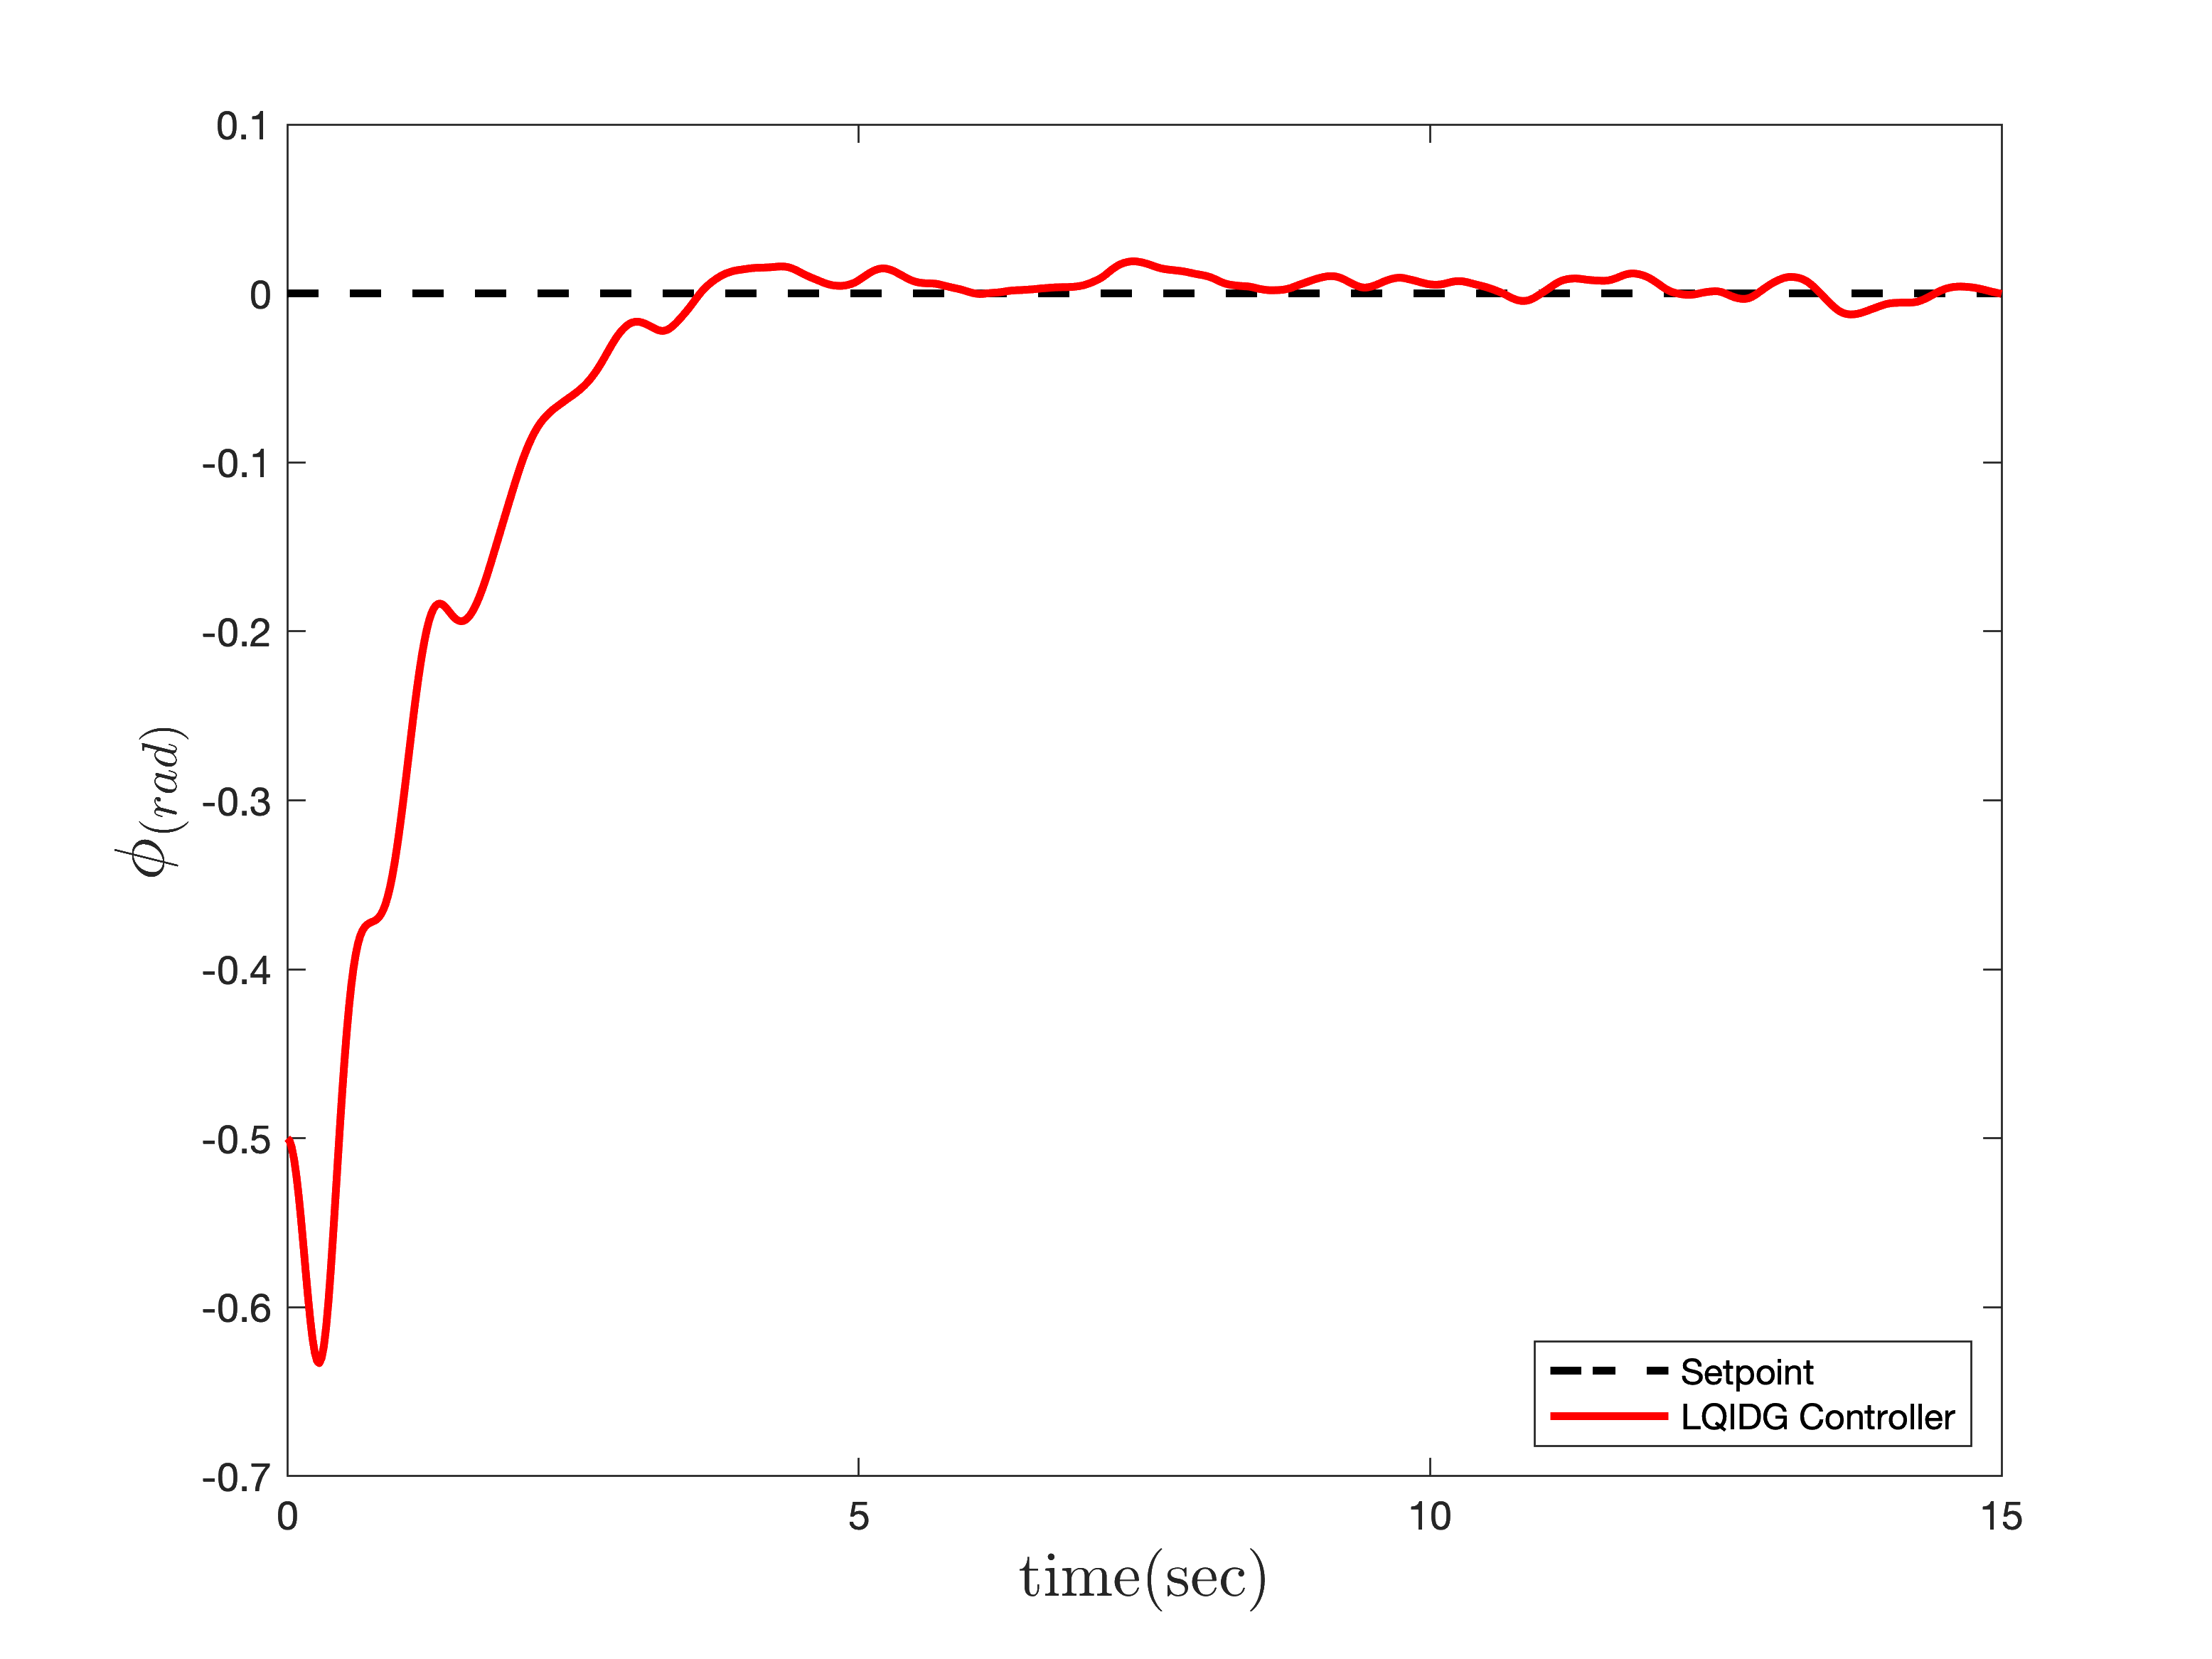 0.1
0
-0.1
-0.2
-0.3
-0.4
-0.5
-0.6
-0.7
ϕ(rad)
0 5 10 15
time(sec)
Setpoint
LQIDG Controller